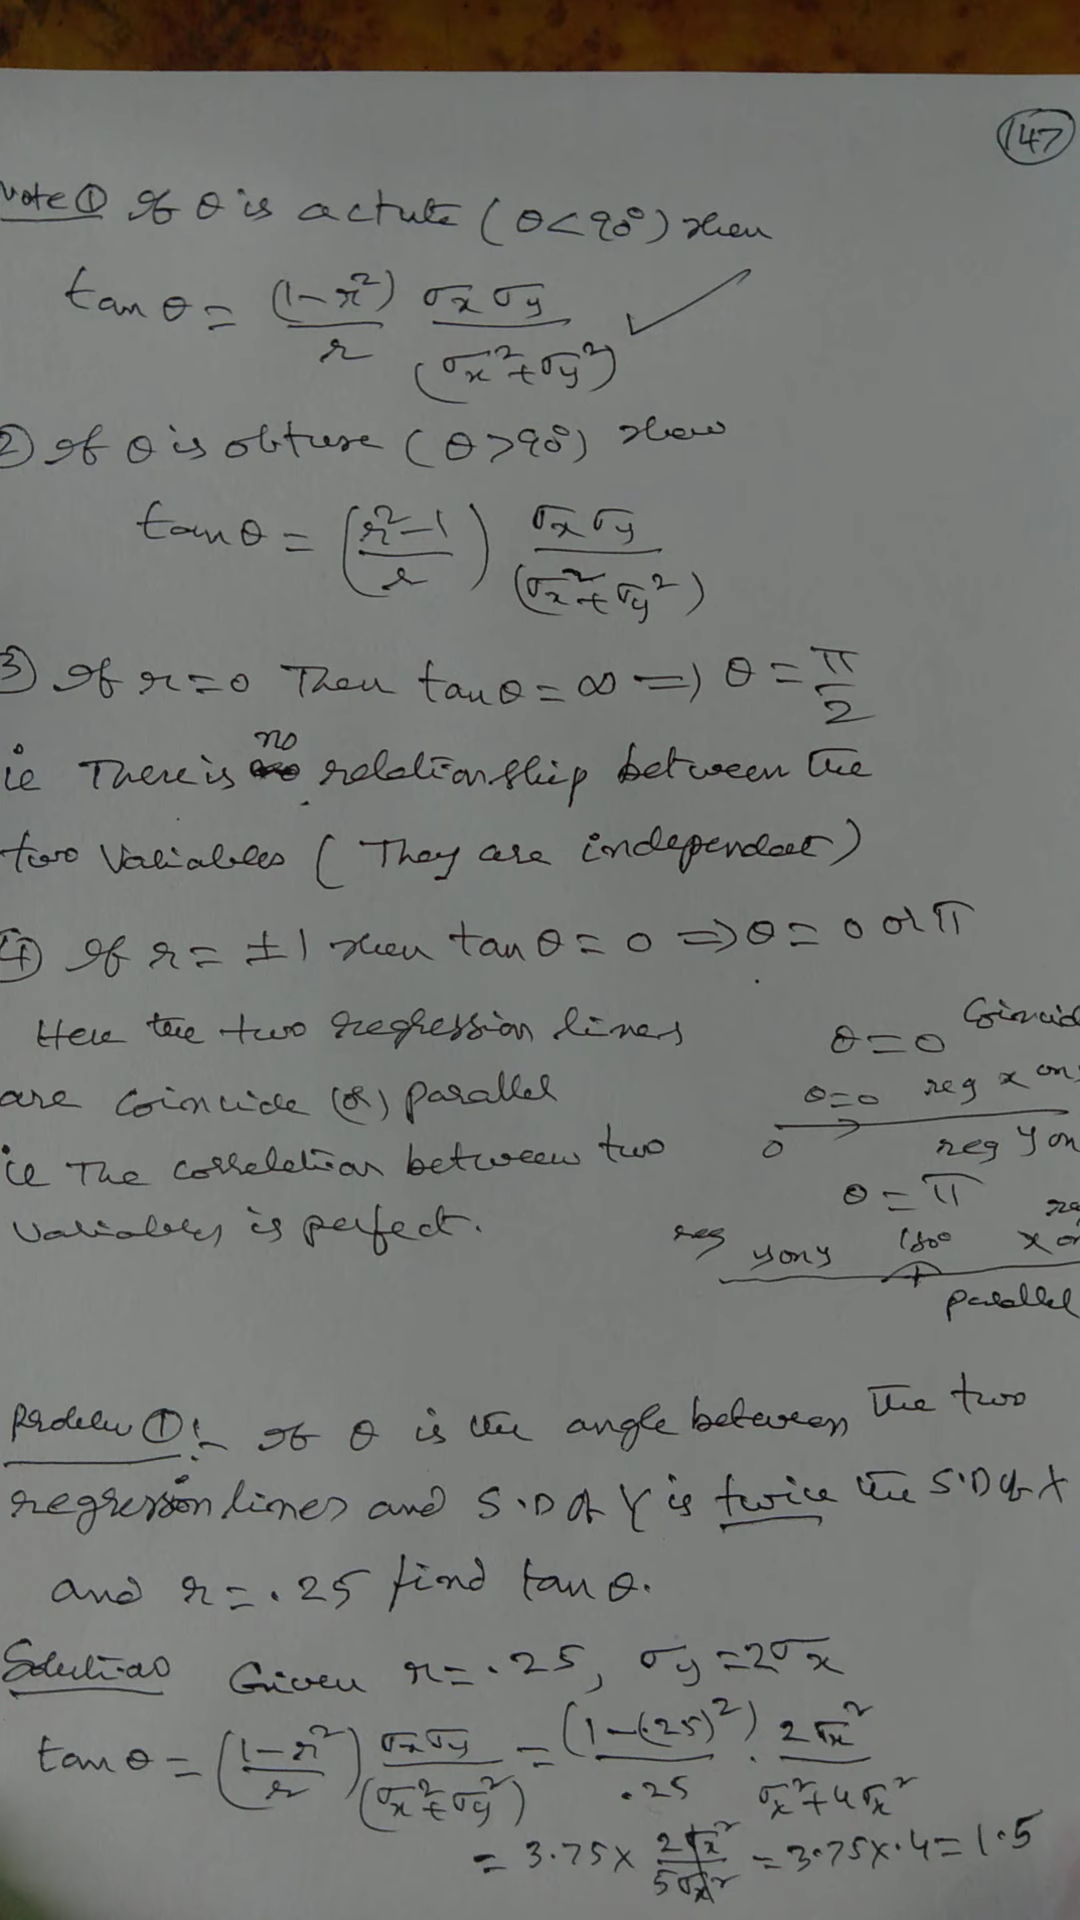 147
Note ① If θ is actute (θ<90°) then
tan θ = (1-r²)/r σx σy/(σx²+σy²) ✓
② If θ is obtuse (θ>90°) then
tan θ = ((r²-1)/r) σx σy/(σx²+σy²)
③ If r=0 Then tan θ = ∞ ⇒ θ = π/2
ie There is no relationship between the
two Variables (They are independent)
④ If r = ±1 then tan θ = 0 ⇒ θ = 0 or π
Here the two regression lines
are Coincide (or) parallel
ie The correlation between two
variables is perfect.
θ=0
θ=0 reg x on
0
reg y on
θ = π
reg y on y 180° x
parallel
Problem ①:- If θ is the angle between the two
regression lines and S.D of Y is twice the S.D of X
and r = .25 find tan θ.
Solution Given r = .25, σy = 2σx
tan θ = ((1-r²)/r) σx σy/(σx²+σy²) = (1-(.25)²)/.25 . 2σx²/(σx²+4σx²)
= 3.75 x 2σx²/5σx² = 3.75x.4 = 1.5